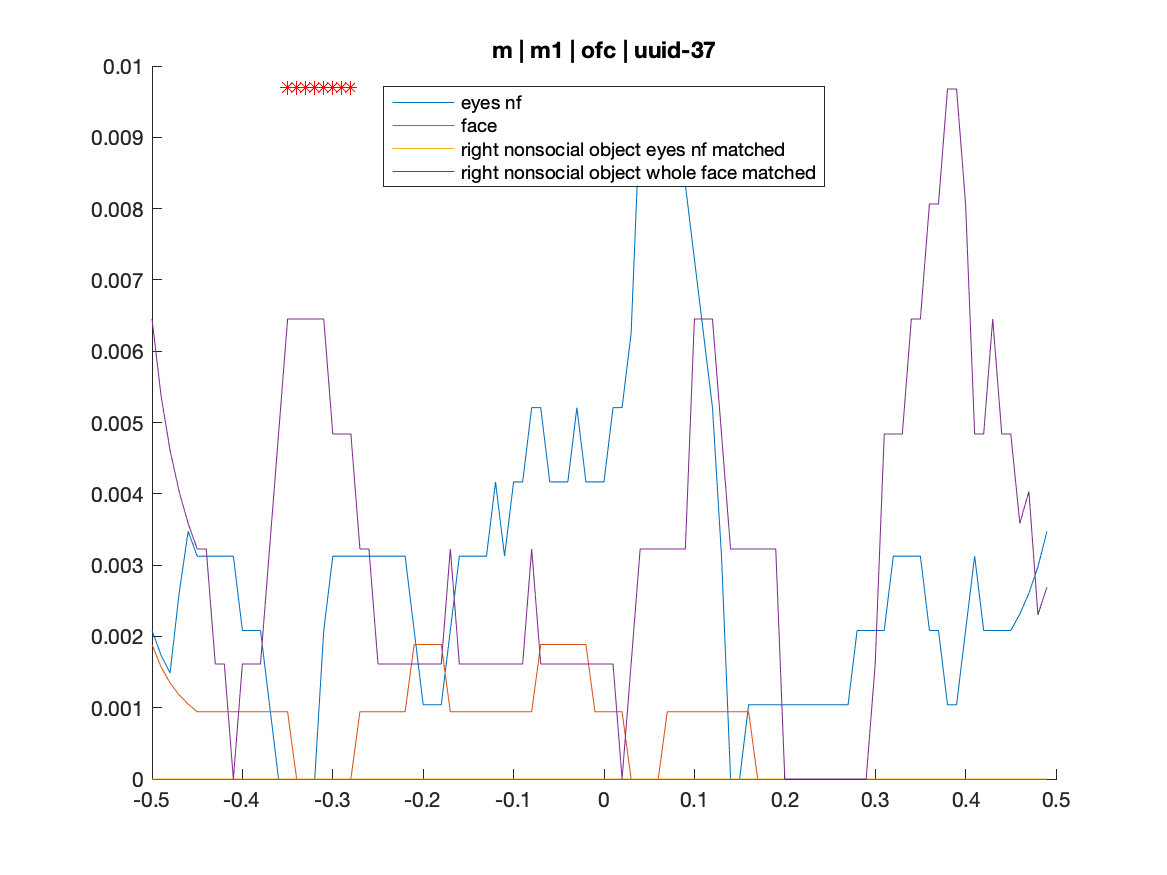 m | m1 | ofc | uuid-37
0.01
0.009
0.008
0.007
0.006
0.005
0.004
0.003
0.002
0.001
0
eyes nf
face
right nonsocial object eyes nf matched
right nonsocial object whole face matched
-0.5 -0.4 -0.3 -0.2 -0.1 0 0.1 0.2 0.3 0.4 0.5